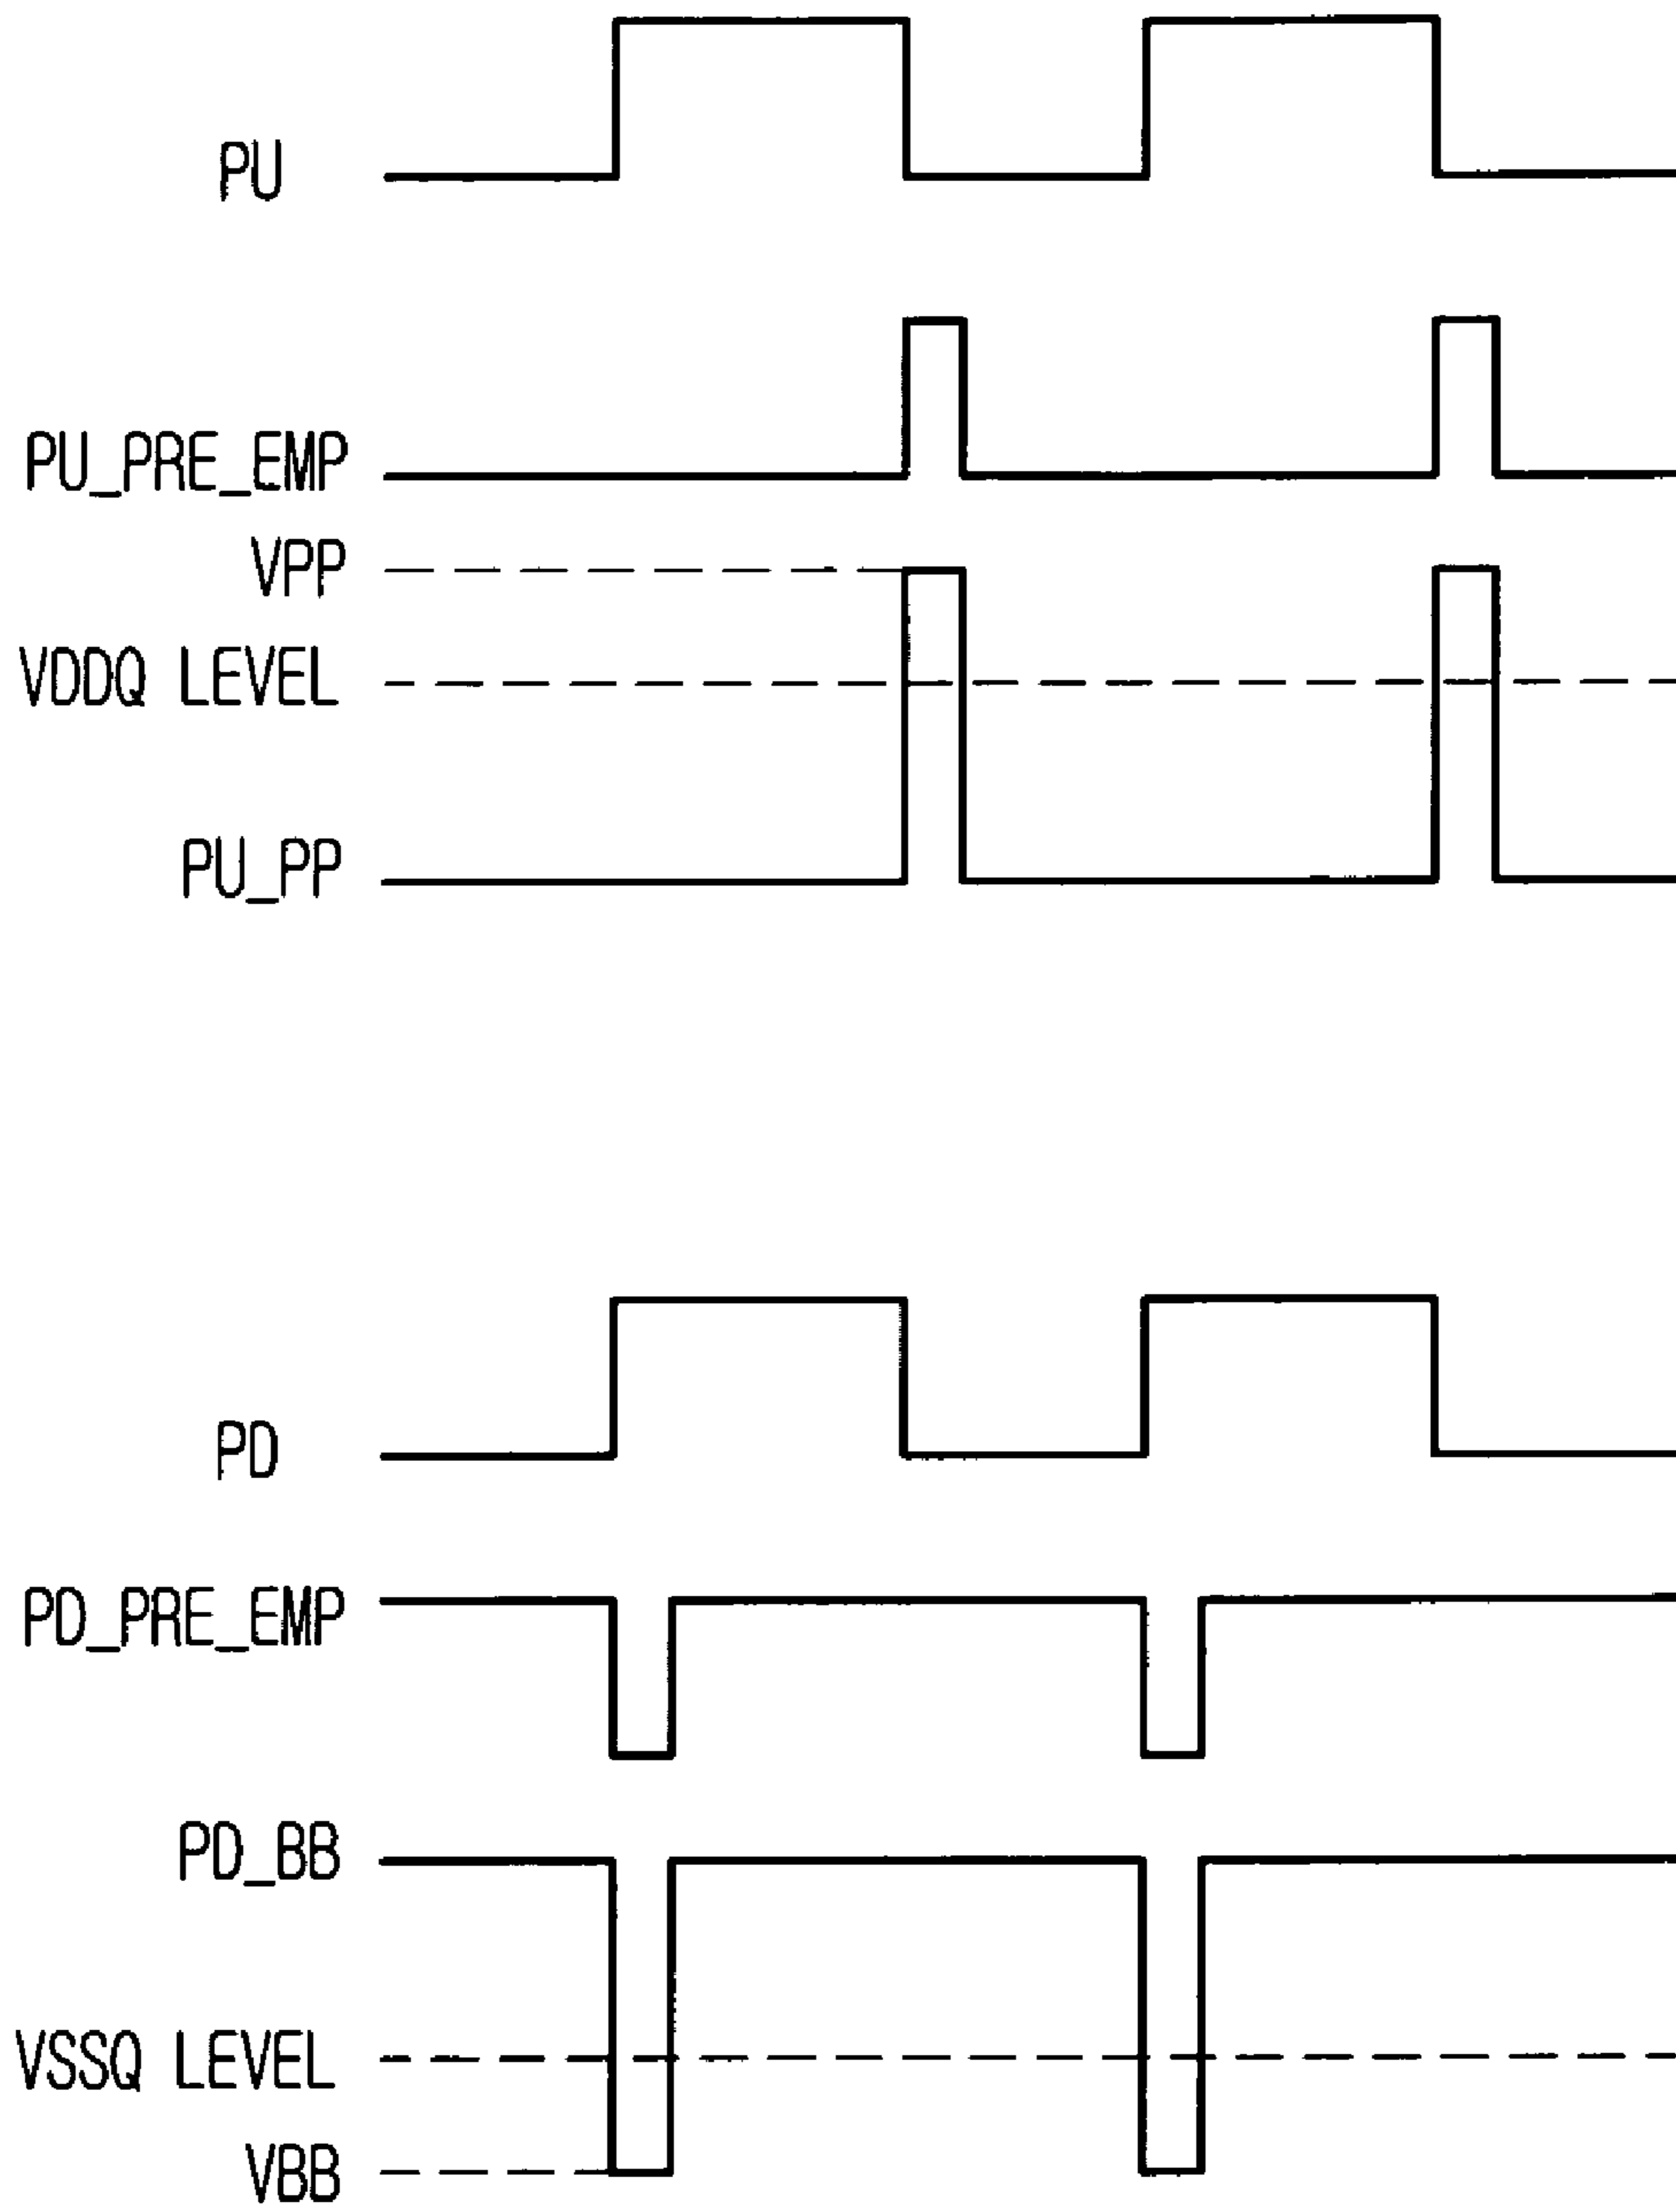 PU
PU_PRE_EMP
VPP
VDDQ LEVEL
PU_PP
PD
PD_PRE_EMP
PD_BB
VSSQ LEVEL
VBB